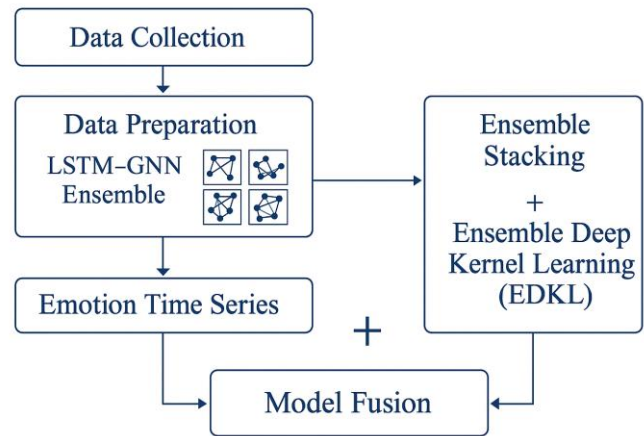 Data Collection
Data Preparation
LSTM–GNN
Ensemble
Emotion Time Series
Ensemble
Stacking
+
Ensemble Deep
Kernel Learning
(EDKL)
+
Model Fusion